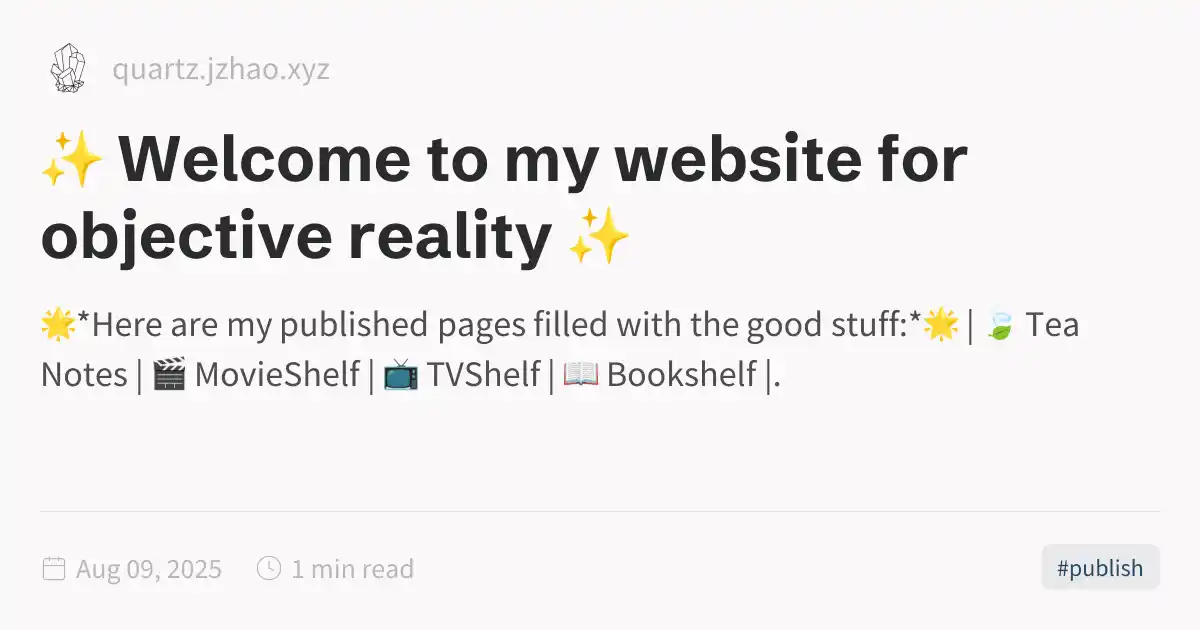 quartz.jzhao.xyz
✨ Welcome to my website for
objective reality ✨
🌟*Here are my published pages filled with the good stuff:*🌟 | 🍃 Tea
Notes | 🎬 MovieShelf | 📺 TVShelf | 📖 Bookshelf |.
Aug 09, 2025 1 min read
#publish